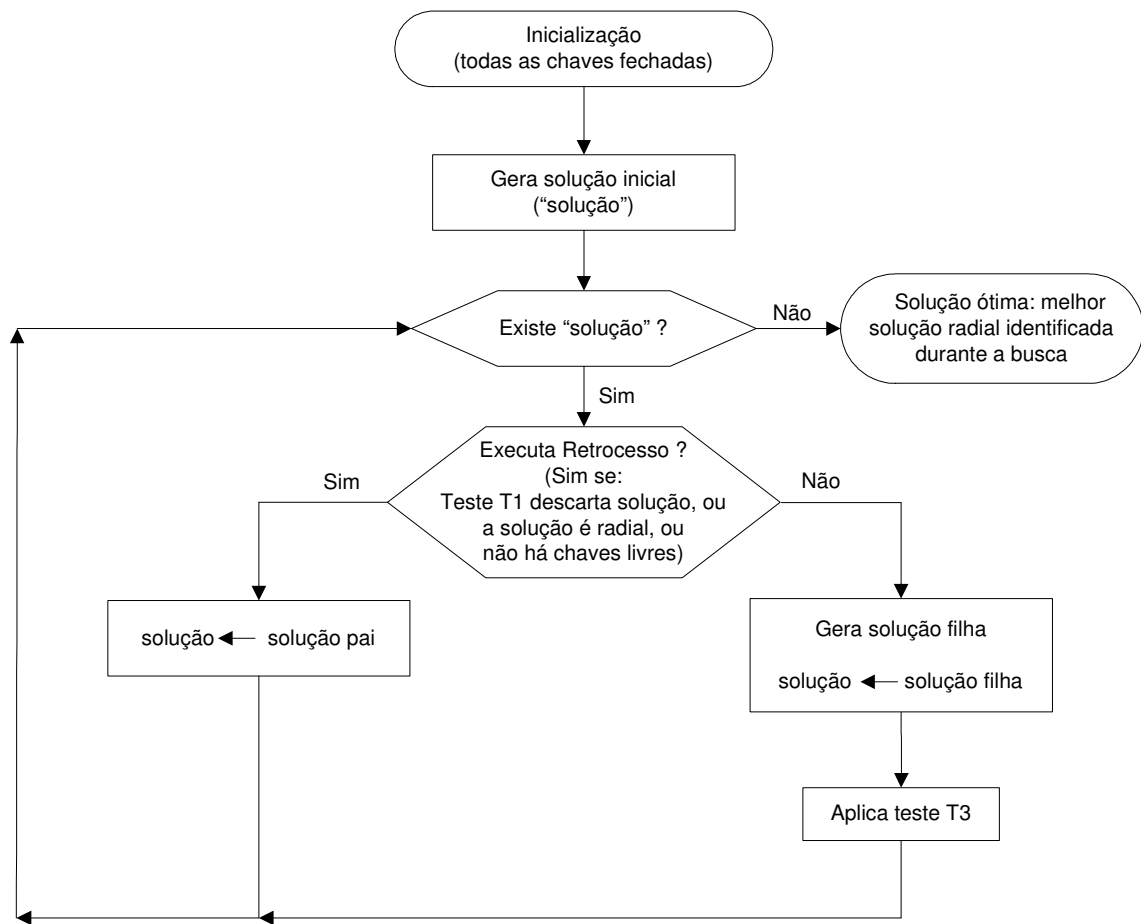 Inicialização
(todas as chaves fechadas)
Gera solução inicial
(“solução”)
Existe “solução” ?
Não
Solução ótima: melhor
solução radial identificada
durante a busca
Sim
Executa Retrocesso ?
(Sim se:
Teste T1 descarta solução, ou
a solução é radial, ou
não há chaves livres)
Sim
Não
solução solução pai
Gera solução filha
solução solução filha
Aplica teste T3